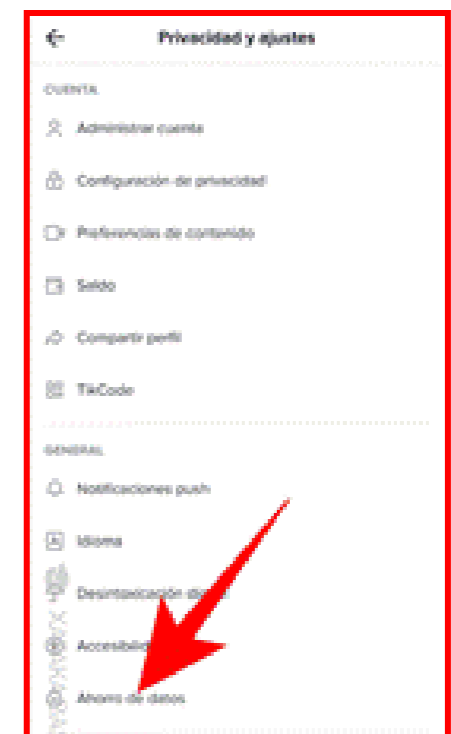 Privacidad y ajustes
CUENTA
Administrar cuenta
Configuración de privacidad
Preferencias de contenido
Saldo
Compartir perfil
TikCode
GENERAL
Notificaciones push
Idioma
Desintoxicación
Ahorro de datos